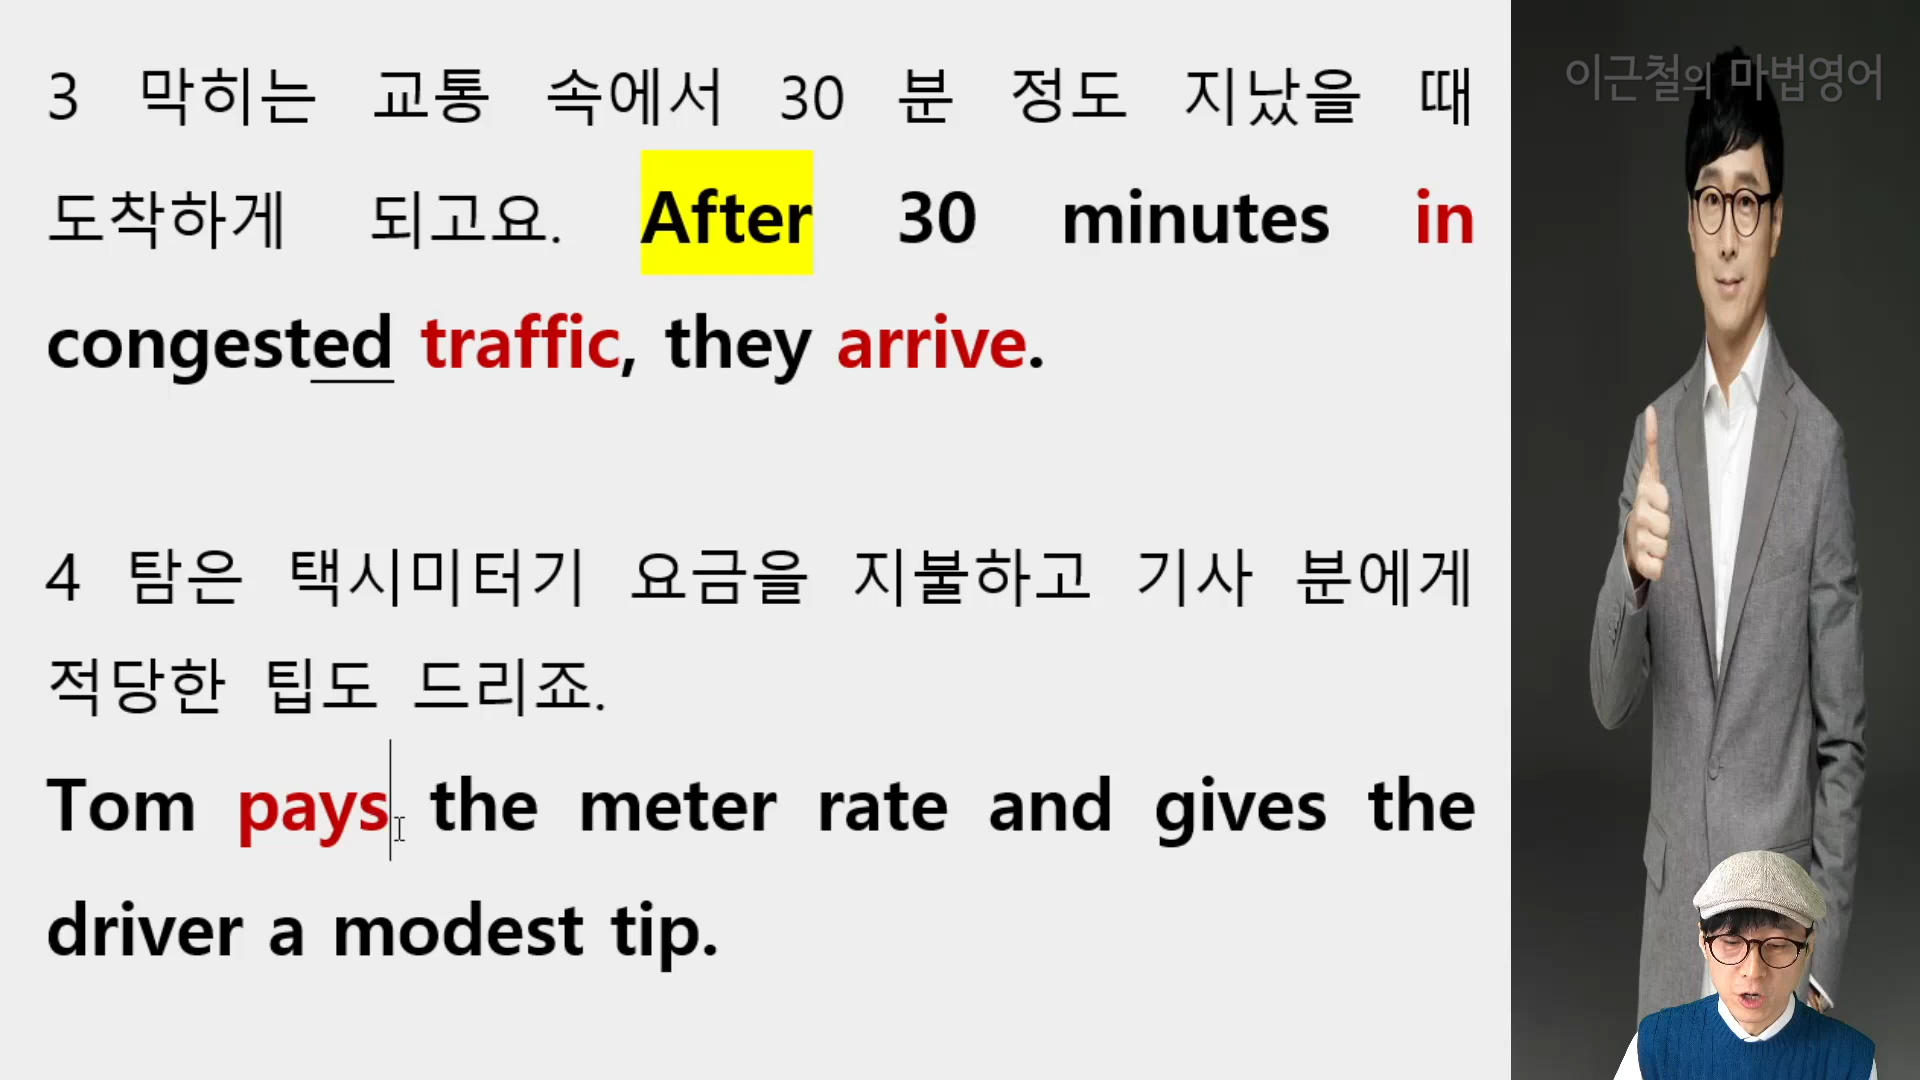 이근철의 마법영어
3 막히는 교통 속에서 30 분 정도 지났을 때
도착하게 되고요. After 30 minutes in
congested traffic, they arrive.
4 탐은 택시미터기 요금을 지불하고 기사 분에게
적당한 팁도 드리죠.
Tom pays the meter rate and gives the
driver a modest tip.